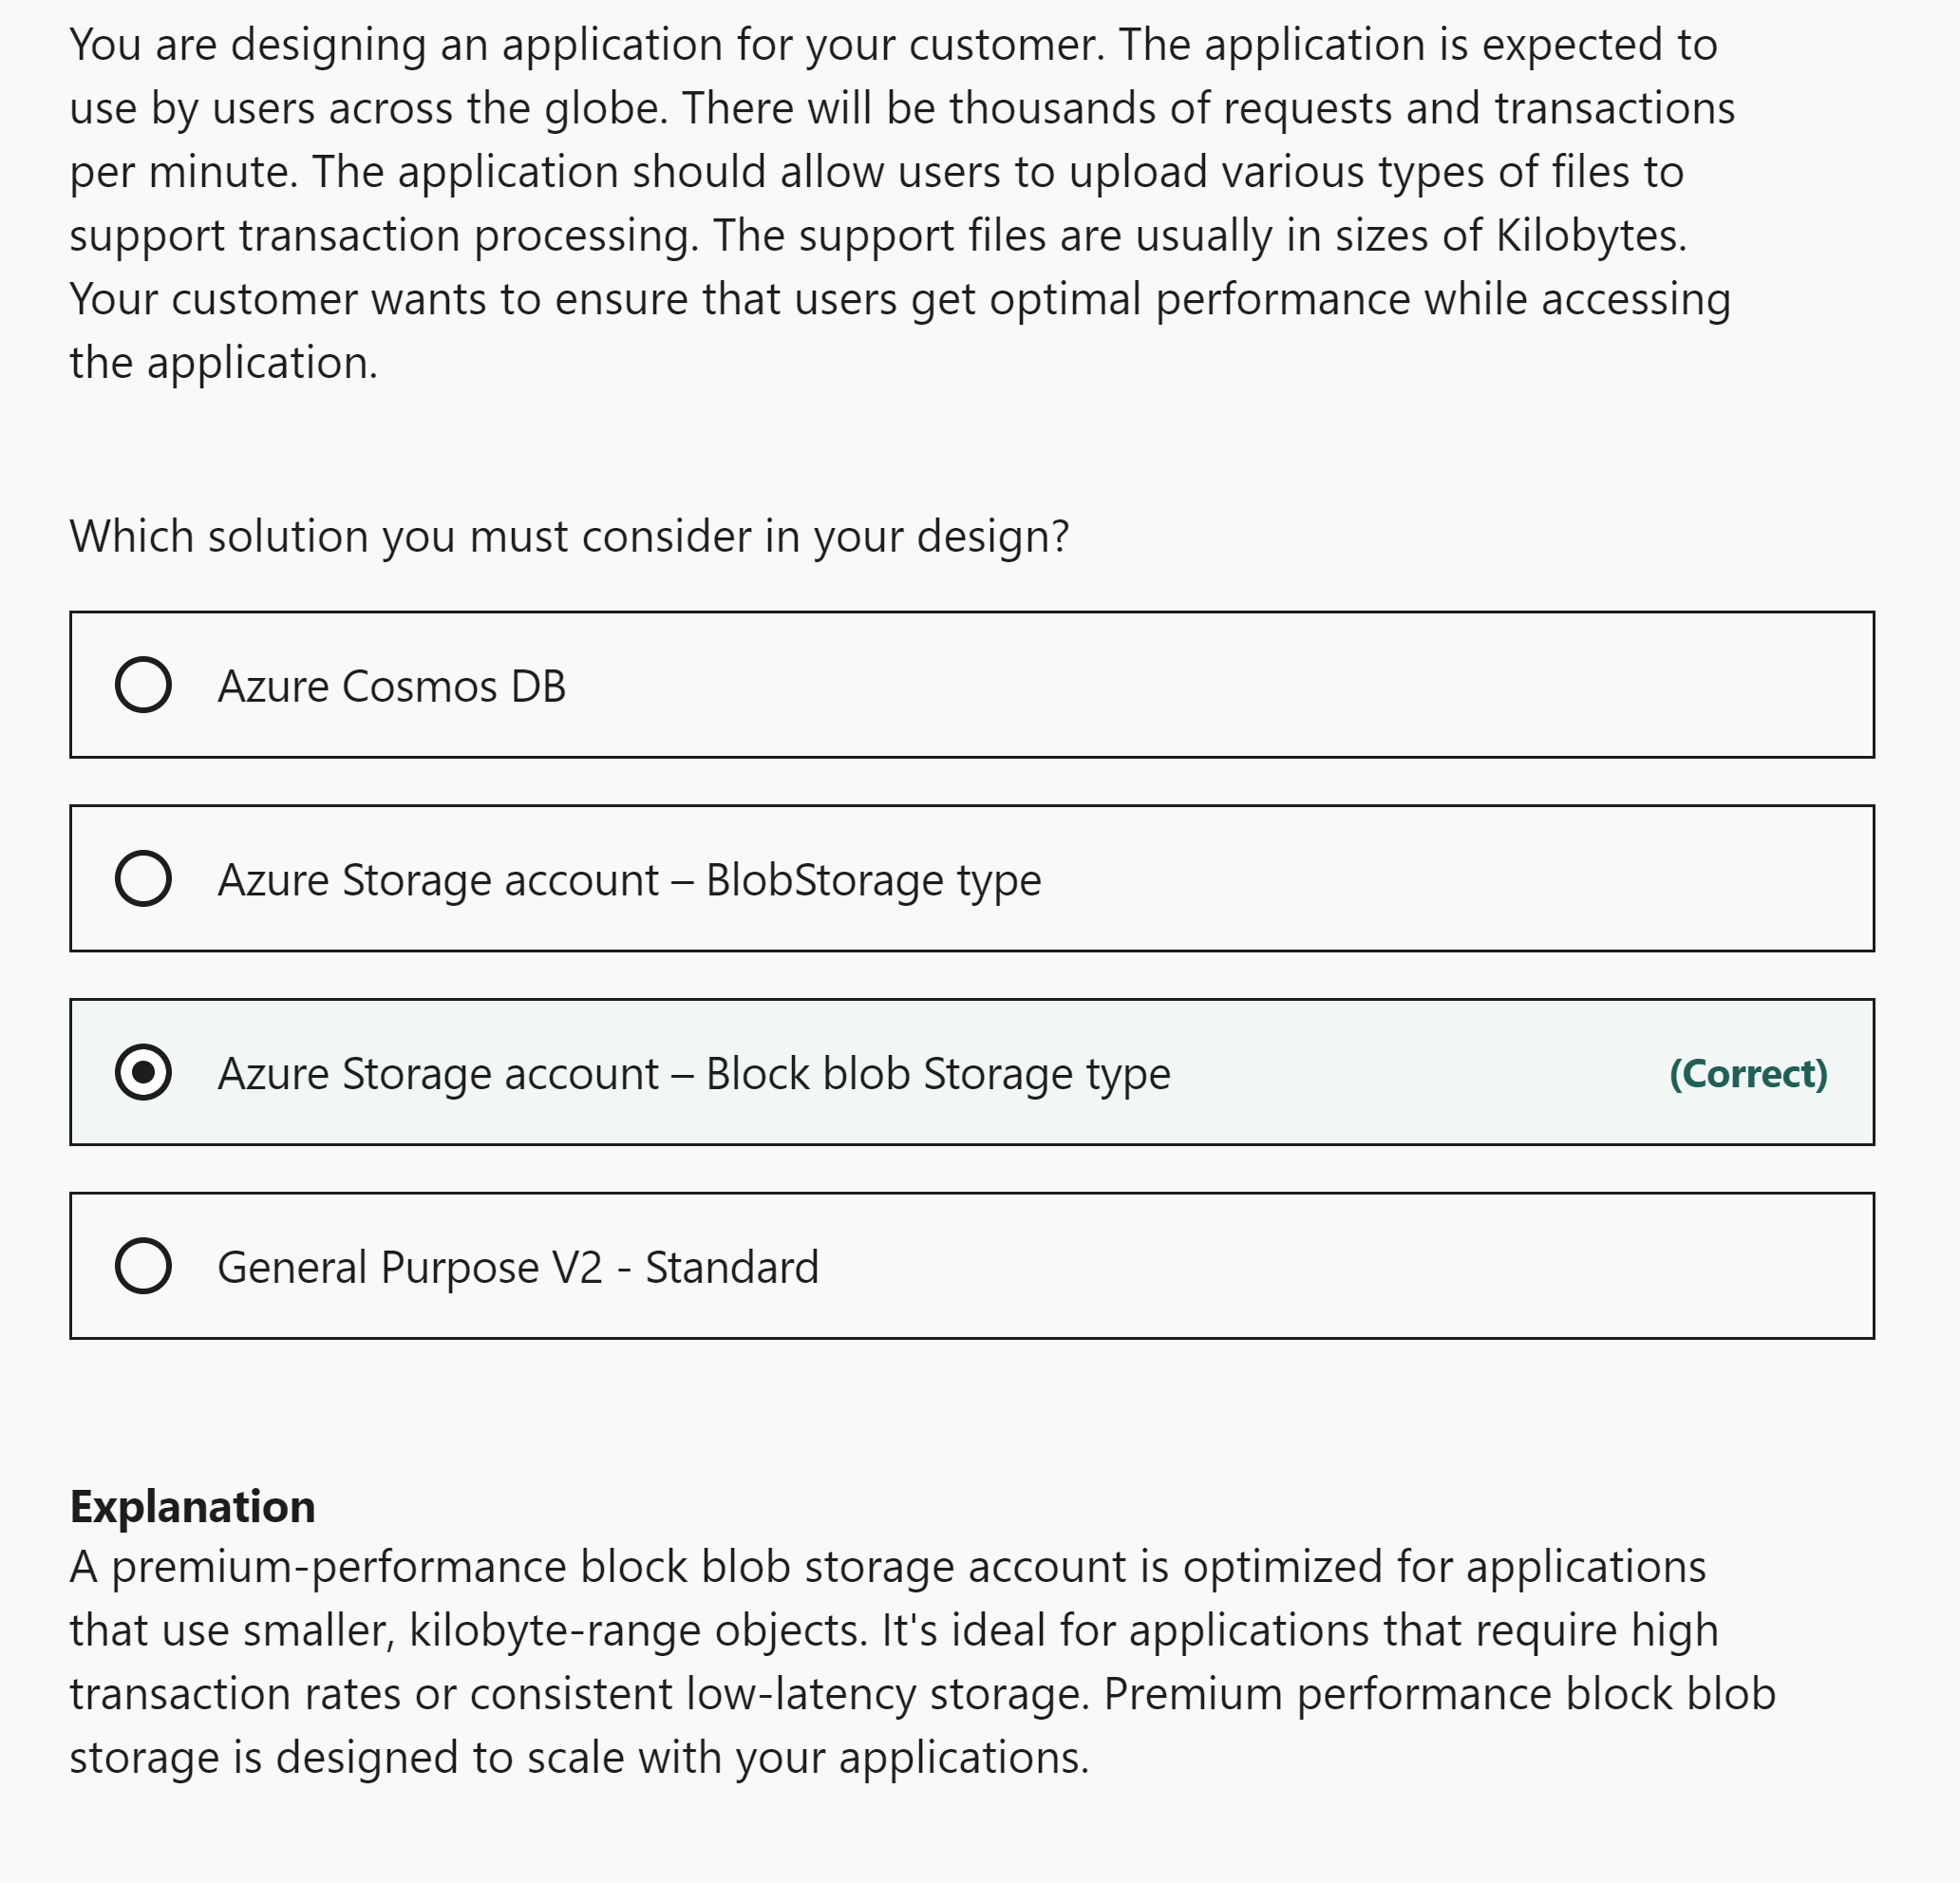 You are designing an application for your customer. The application is expected to
use by users across the globe. There will be thousands of requests and transactions
per minute. The application should allow users to upload various types of files to
support transaction processing. The support files are usually in sizes of Kilobytes.
Your customer wants to ensure that users get optimal performance while accessing
the application.
Which solution you must consider in your design?
Azure Cosmos DB
Azure Storage account – BlobStorage type
Azure Storage account – Block blob Storage type (Correct)
General Purpose V2 - Standard
Explanation
A premium-performance block blob storage account is optimized for applications
that use smaller, kilobyte-range objects. It's ideal for applications that require high
transaction rates or consistent low-latency storage. Premium performance block blob
storage is designed to scale with your applications.